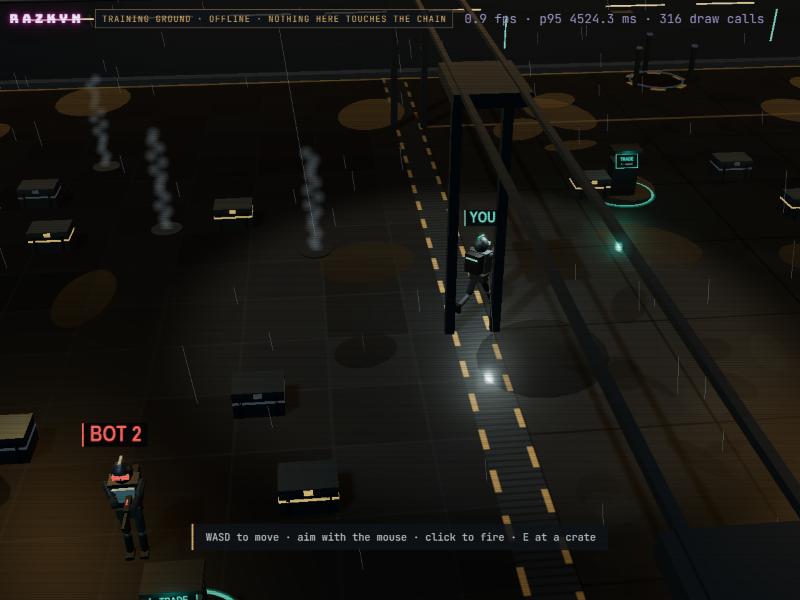 RAZKYM
TRAINING GROUND · OFFLINE · NOTHING HERE TOUCHES THE CHAIN
0.9 fps · p95 4524.3 ms · 316 draw calls
TRADE
YOU
BOT 2
WASD to move · aim with the mouse · click to fire · E at a crate
TRADE